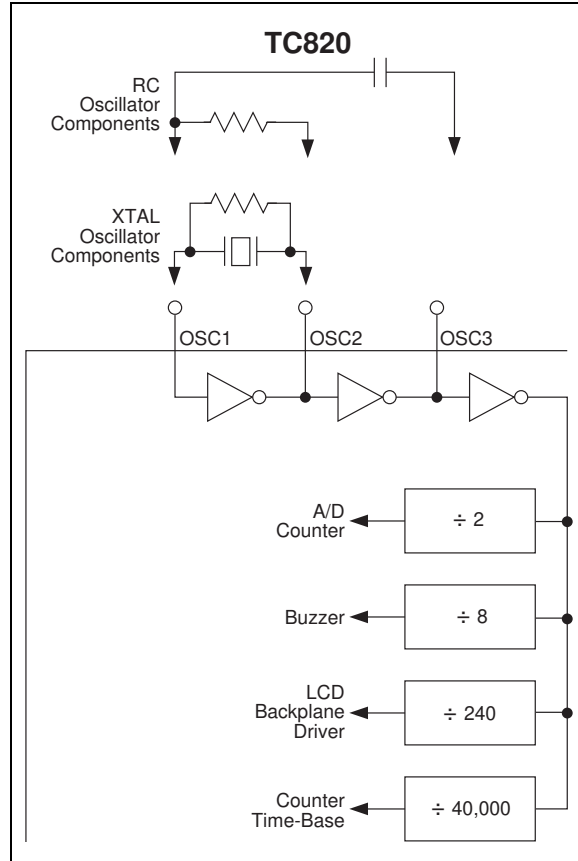 TC820
RC
Oscillator
Components
XTAL
Oscillator
Components
OSC1 OSC2 OSC3
A/D
Counter
÷ 2
Buzzer
÷ 8
LCD
Backplane
Driver
÷ 240
Counter
Time-Base
÷ 40,000